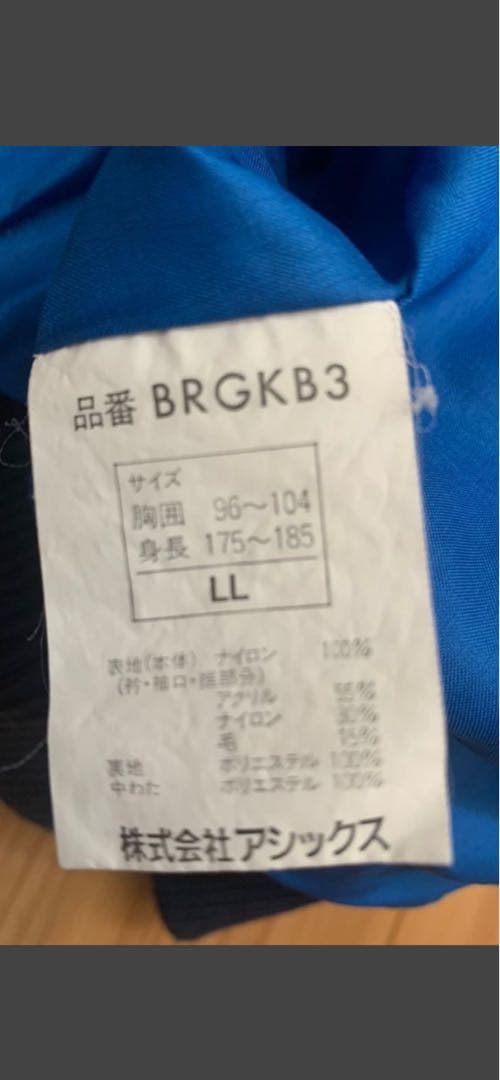 品番 BRGKB3
サイズ
胸囲 96〜104
身長 175〜185
LL
表地(本体) ナイロン 100%
(衿・袖口・裾部分)
アクリル 55%
ナイロン 30%
毛 15%
裏地 ポリエステル 100%
中わた ポリエステル 100%
株式会社アシックス